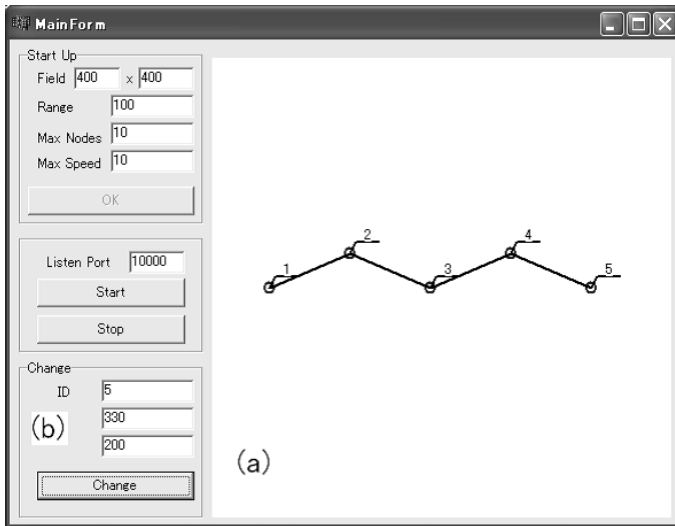 MainForm
Start Up
Field 400 x 400
Range 100
Max Nodes 10
Max Speed 10
OK
Listen Port 10000
Start
Stop
Change
ID 5
(b)
330
200
Change
1
2
3
4
5
(a)